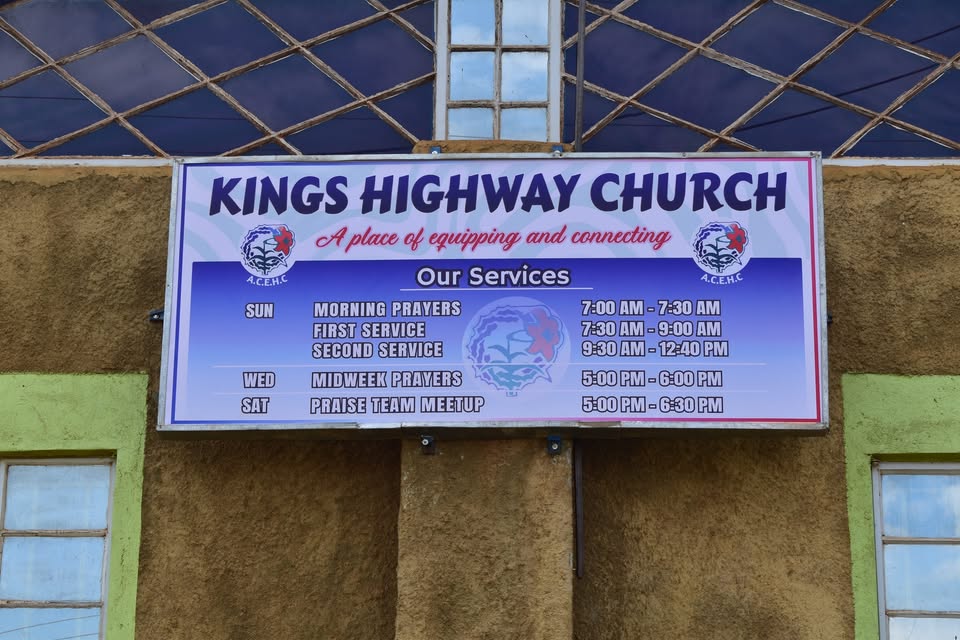 KINGS HIGHWAY CHURCH
A place of equipping and connecting
A.C.E.H.C
A.C.E.H.C
Our Services
SUN MORNING PRAYERS 7:00 AM - 7:30 AM
FIRST SERVICE 7:30 AM - 9:00 AM
SECOND SERVICE 9:30 AM - 12:40 PM
WED MIDWEEK PRAYERS 5:00 PM - 6:00 PM
SAT PRAISE TEAM MEETUP 5:00 PM - 6:30 PM